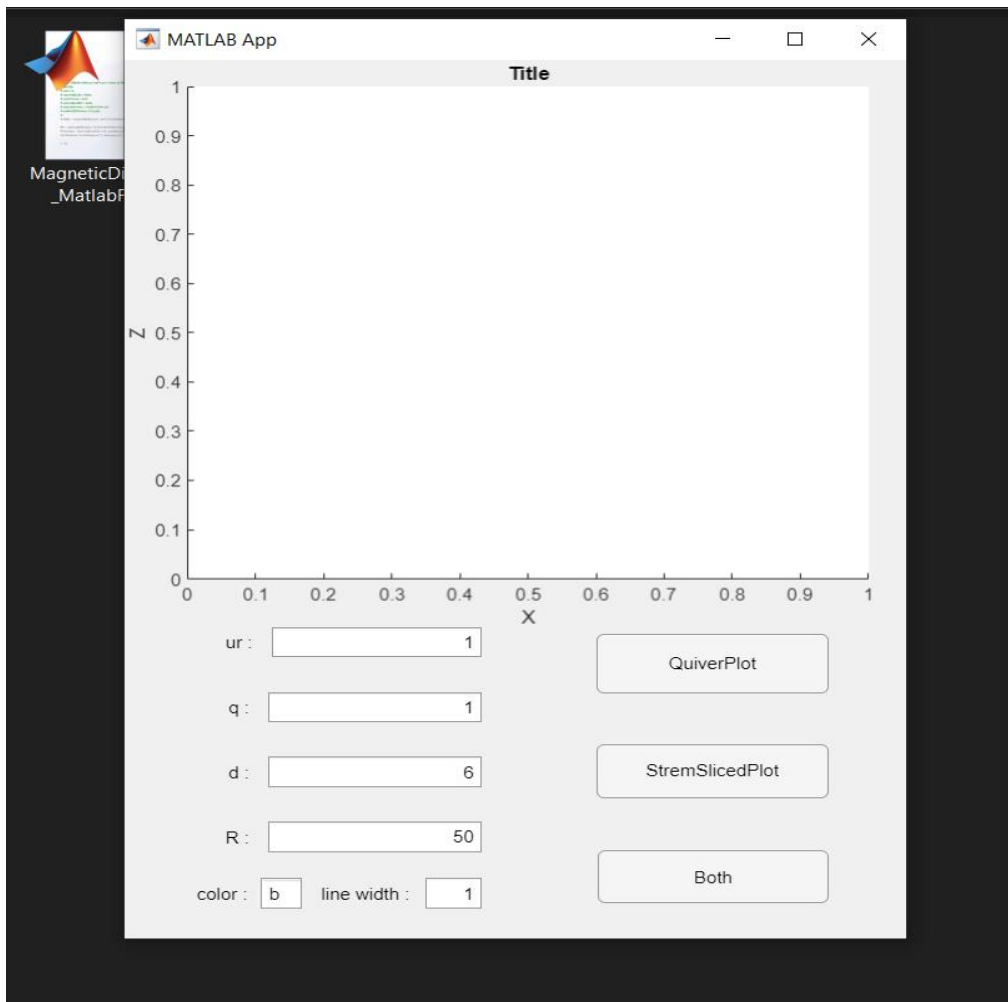 MATLAB App
MagneticDi
_MatlabF
Title
1
0.9
0.8
0.7
0.6
Z 0.5
0.4
0.3
0.2
0.1
0
0 0.1 0.2 0.3 0.4 0.5 0.6 0.7 0.8 0.9 1
X
ur : 1
QuiverPlot
q : 1
d : 6
StremSlicedPlot
R : 50
color : b line width : 1
Both